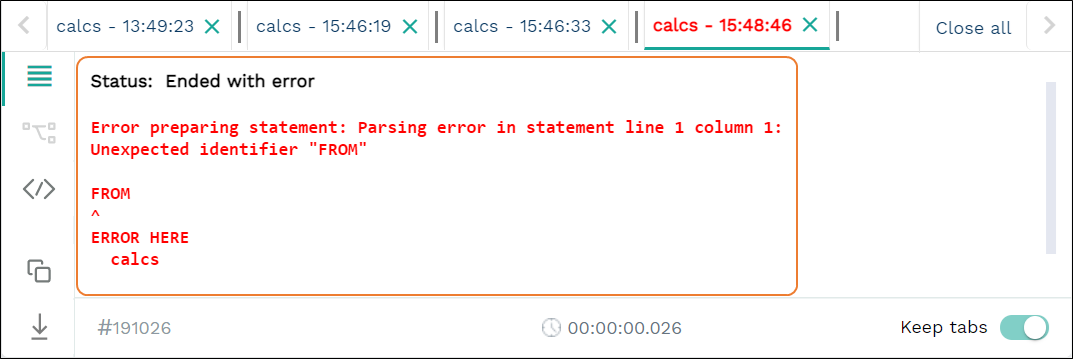 calcs - 13:49:23
calcs - 15:46:19
calcs - 15:46:33
calcs - 15:48:46
Close all
Status: Ended with error
Error preparing statement: Parsing error in statement line 1 column 1:
Unexpected identifier "FROM"
FROM
^
ERROR HERE
calcs
#191026
00:00:00.026
Keep tabs